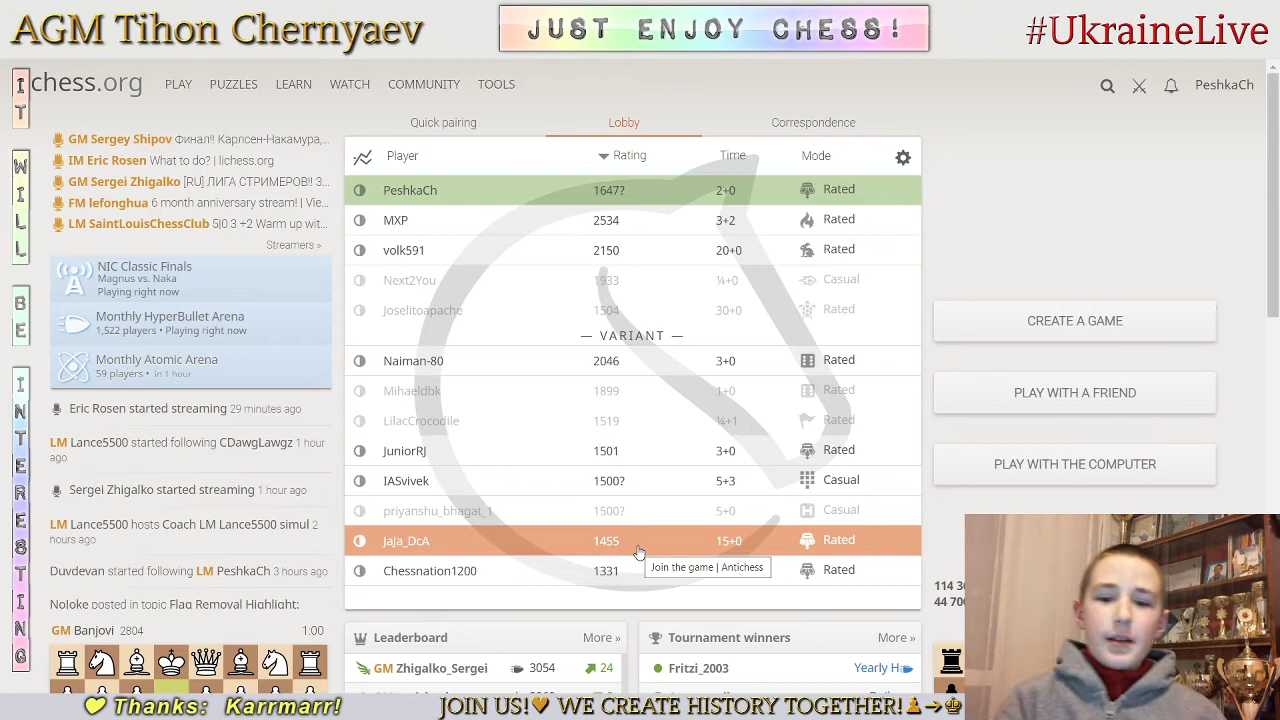 AGM Tihon Chernyaev
JUST ENJOY CHESS!
#UkraineLive
IT WILL BE INTERESTING
chess.org
PLAY PUZZLES LEARN WATCH COMMUNITY TOOLS
PeshkaCh
GM Sergey Shipov Финал!! Карлсен-Накамура,...
IM Eric Rosen What to do? | lichess.org
GM Sergei Zhigalko [RU] ЛИГА СТРИМЕРОВ!! 3...
FM lefonghua 6 month anniversary stream! | Vie...
LM SaintLouisChessClub 5|0 3 +2 Warm up wit...
Streamers »
NIC Classic Finals
Magnus vs. Naka
Playing right now
Monthly HyperBullet Arena
1,522 players • Playing right now
Monthly Atomic Arena
59 players • in 1 hour
Eric Rosen started streaming 29 minutes ago
LM Lance5500 started following CDawgLawgz 1 hour
ago
Sergei Zhigalko started streaming 1 hour ago
LM Lance5500 hosts Coach LM Lance5500 simul 2
hours ago
Duvdevan started following LM PeshkaCh 3 hours ago
NoJoke posted in topic Flag Removal Highlight:
GM Banjovi 2804 1:00
Quick pairing Lobby Correspondence
Player Rating Time Mode
PeshkaCh 1647? 2+0 Rated
MXP 2534 3+2 Rated
volk591 2150 20+0 Rated
Next2You 1933 ¼+0 Casual
Joselitoapache 1504 30+0 Rated
— VARIANT —
Naiman-80 2046 3+0 Rated
Mihaeldbk 1899 1+0 Rated
LilacCrocodile 1519 ¼+1 Rated
JuniorRJ 1501 3+0 Rated
IASvivek 1500? 5+3 Casual
priyanshu_bhagat_1 1500? 5+0 Casual
JaJa_DcA 1455 15+0 Rated
Join the game | Antichess
Chessnation1200 1331 Rated
Leaderboard More »
GM Zhigalko_Sergei 3054 24
Tournament winners More »
Fritzi_2003 Yearly H
CREATE A GAME
PLAY WITH A FRIEND
PLAY WITH THE COMPUTER
Thanks: Karrmarr!
JOIN US! WE CREATE HISTORY TOGETHER!